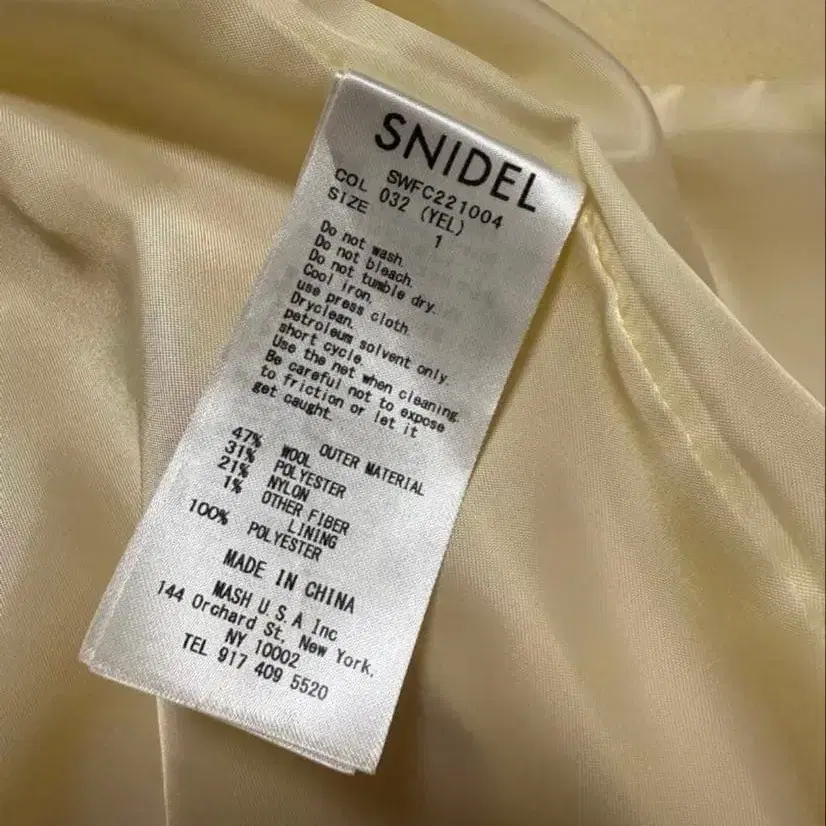 SNIDEL
SWFC221004
COL 032 (YEL)
SIZE 1
Do not wash.
Do not bleach.
Do not tumble dry.
Cool iron.
use press cloth.
Dryclean.
petroleum solvent only.
short cycle.
Use the net when cleaning.
Be careful not to expose
to friction or let it
get caught.
OUTER MATERIAL
47% WOOL
31% POLYESTER
21% NYLON
1% OTHER FIBER
LINING
100% POLYESTER
MADE IN CHINA
MASH U.S.A Inc
144 Orchard St, New York,
NY 10002
TEL 917 409 5520